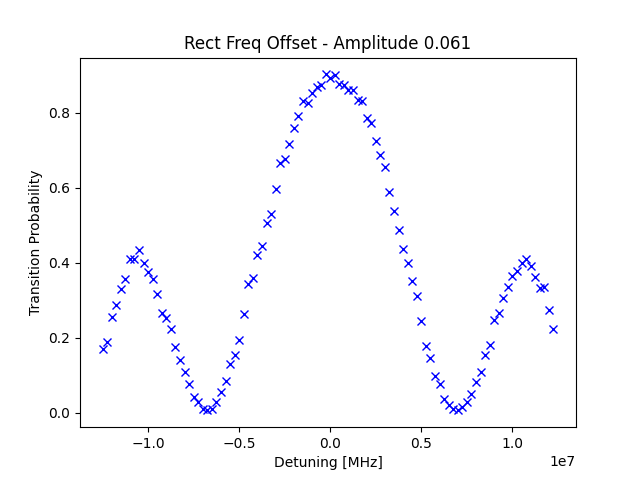 Rect Freq Offset - Amplitude 0.061
Transition Probability
0.8
0.6
0.4
0.2
0.0
−1.0 −0.5 0.0 0.5 1.0
1e7
Detuning [MHz]